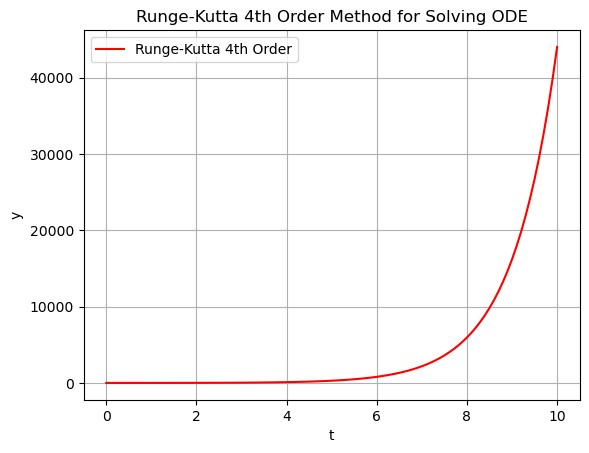 Runge-Kutta 4th Order Method for Solving ODE
Runge-Kutta 4th Order
40000
30000
20000
10000
0
y
0 2 4 6 8 10
t